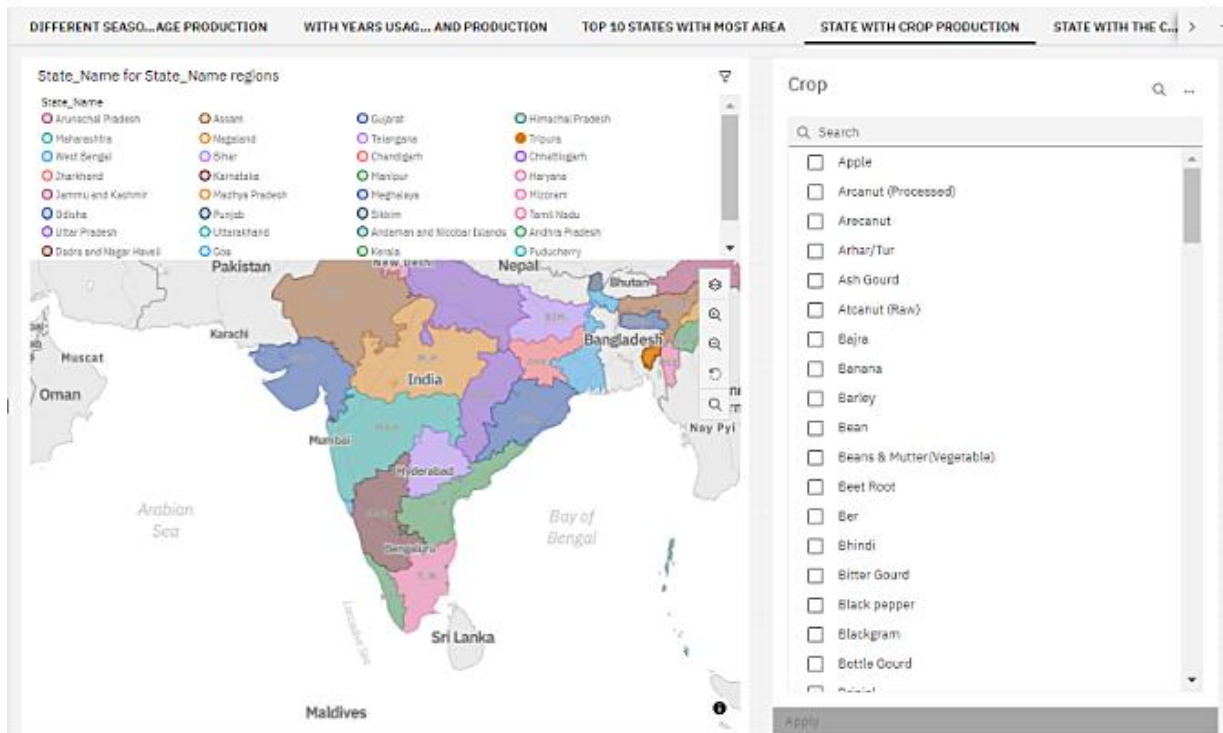 DIFFERENT SEASO...AGE PRODUCTION
WITH YEARS USAG... AND PRODUCTION
TOP 10 STATES WITH MOST AREA
STATE WITH CROP PRODUCTION
STATE WITH THE C...
State_Name for State_Name regions
State_Name
Arunachal Pradesh Assam Gujarat Himachal Pradesh
Maharashtra Nagaland Telangana Tripura
West Bengal Bihar Chandigarh Chhattisgarh
Jharkhand Karnataka Manipur Haryana
Jammu and Kashmir Madhya Pradesh Meghalaya Mizoram
Odisha Punjab Sikkim Tamil Nadu
Uttar Pradesh Uttarakhand Andaman and Nicobar Islands Andhra Pradesh
Dadra and Nagar Haveli Goa Kerala Puducherry
Pakistan
New Delhi
Nepal
Bhutan
Karachi
Bangladesh
Muscat
India
Oman
Nay Pyi
Mumbai
Hyderabad
Arabian
Sea
Bay of
Bengal
Bengaluru
T.N.
Laccadive Sea
Sri Lanka
Maldives
Crop
Search
Apple
Arcanut (Processed)
Arecanut
Arhar/Tur
Ash Gourd
Atcanut (Raw)
Bajra
Banana
Barley
Bean
Beans & Mutter(Vegetable)
Beet Root
Ber
Bhindi
Bitter Gourd
Black pepper
Blackgram
Bottle Gourd
Apply